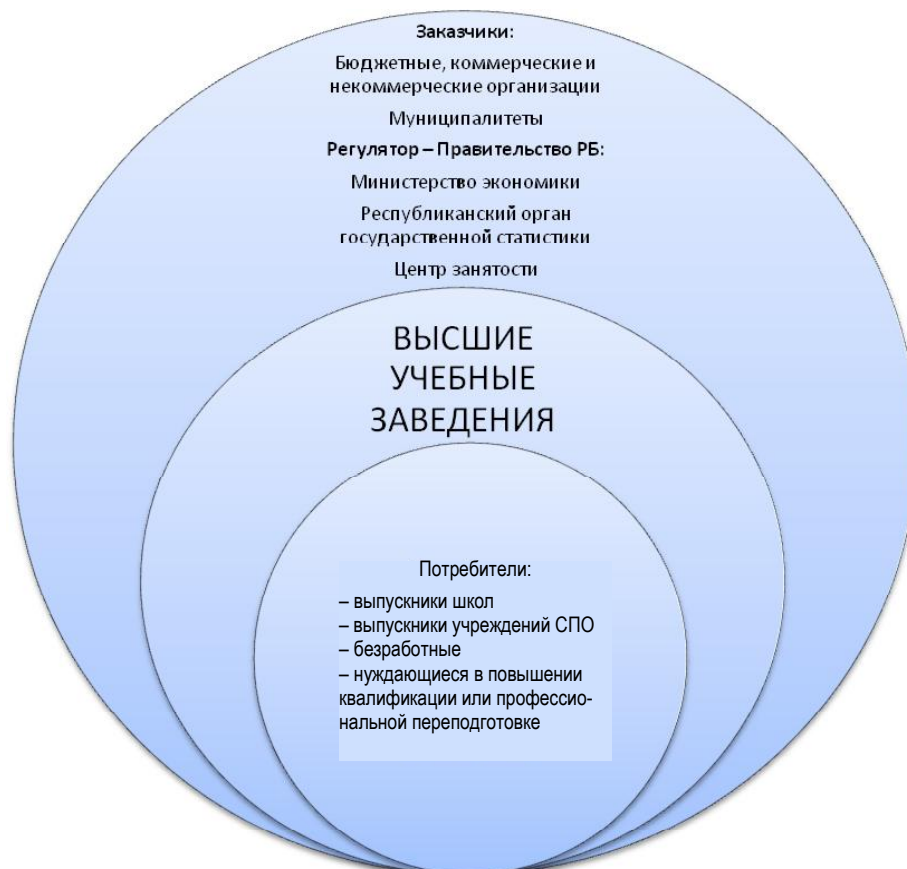 Заказчики:
Бюджетные, коммерческие и
некоммерческие организации
Муниципалитеты
Регулятор – Правительство РБ:
Министерство экономики
Республиканский орган
государственной статистики
Центр занятости
ВЫСШИЕ
УЧЕБНЫЕ
ЗАВЕДЕНИЯ
Потребители:
– выпускники школ
– выпускники учреждений СПО
– безработные
– нуждающиеся в повышении
квалификации или профессио-
нальной переподготовке